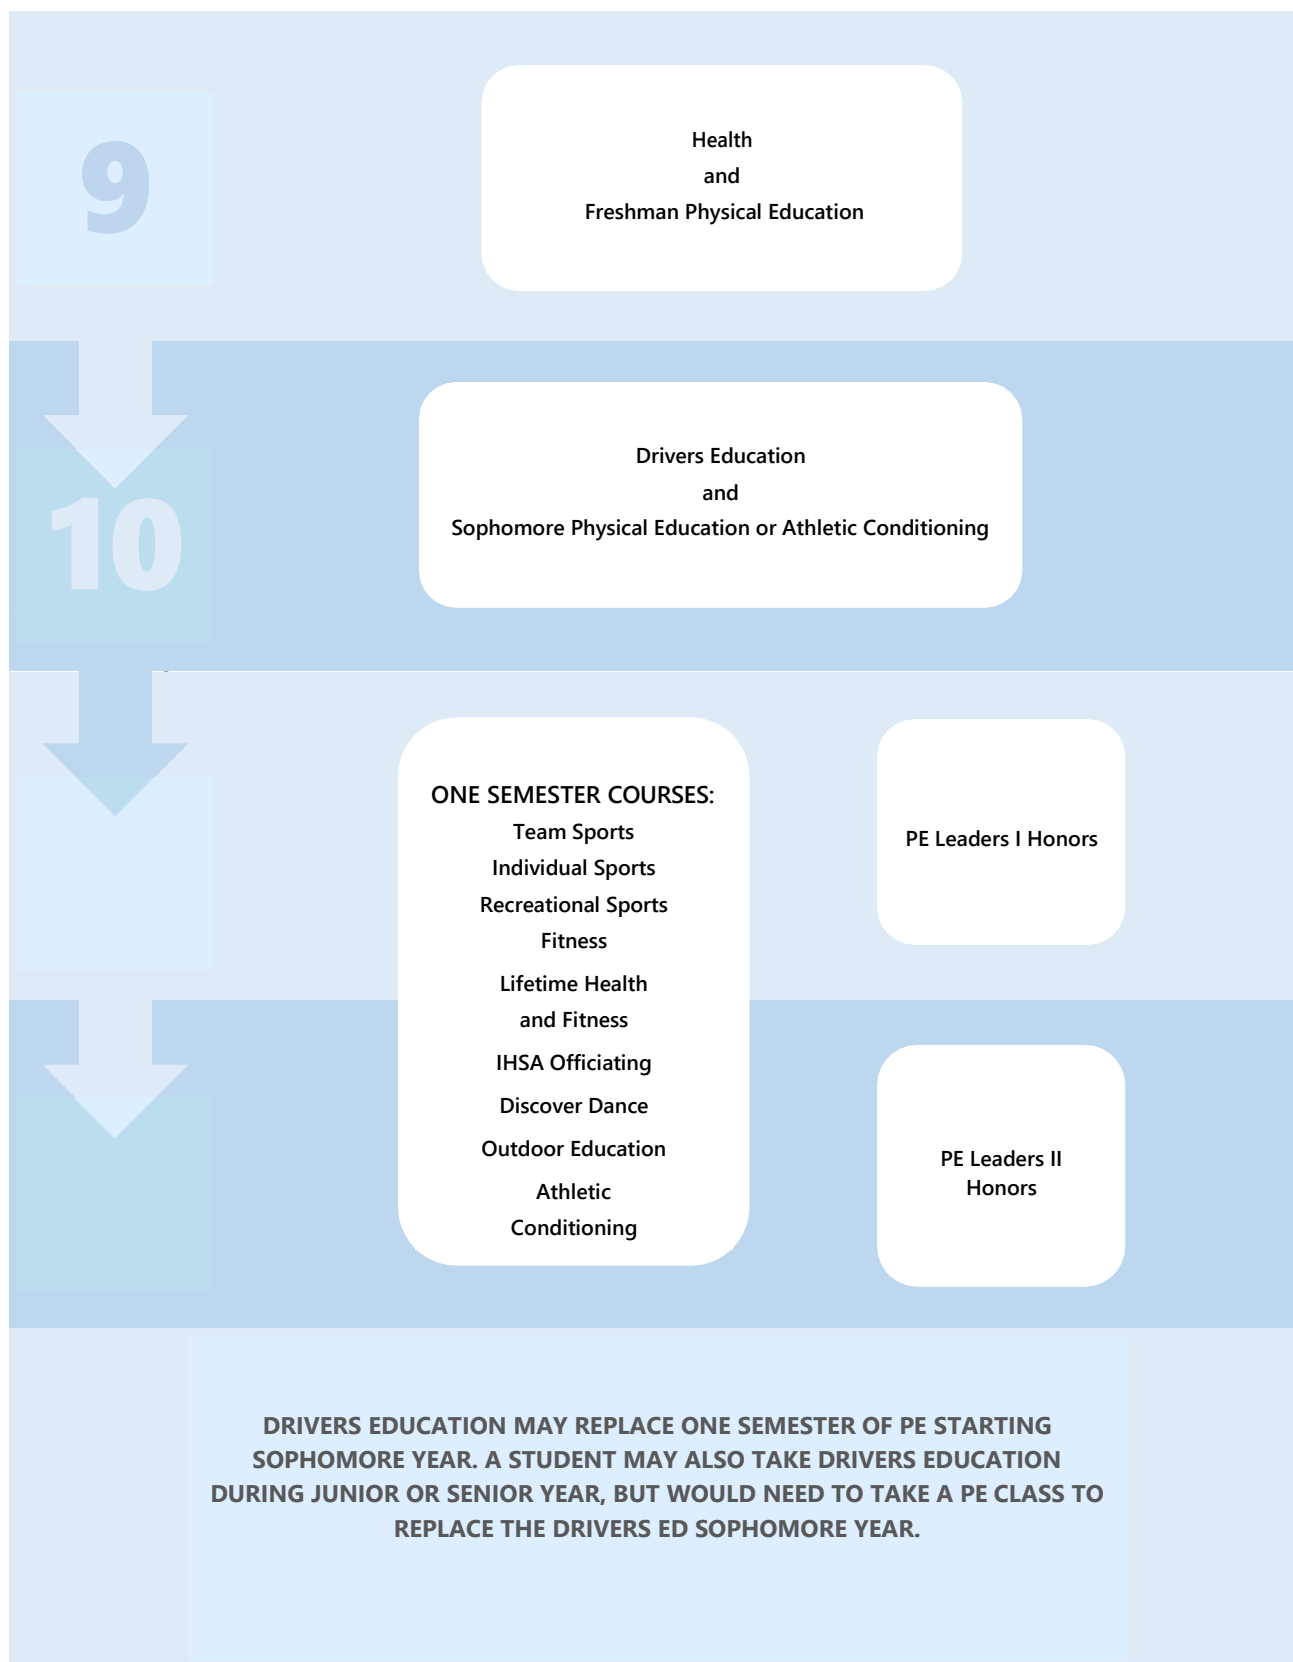 9
Health
and
Freshman Physical Education
10
Drivers Education
and
Sophomore Physical Education or Athletic Conditioning
ONE SEMESTER COURSES:
Team Sports
Individual Sports
Recreational Sports
Fitness
Lifetime Health
and Fitness
IHSA Officiating
Discover Dance
Outdoor Education
Athletic
Conditioning
PE Leaders I Honors
PE Leaders II
Honors
DRIVERS EDUCATION MAY REPLACE ONE SEMESTER OF PE STARTING
SOPHOMORE YEAR. A STUDENT MAY ALSO TAKE DRIVERS EDUCATION
DURING JUNIOR OR SENIOR YEAR, BUT WOULD NEED TO TAKE A PE CLASS TO
REPLACE THE DRIVERS ED SOPHOMORE YEAR.